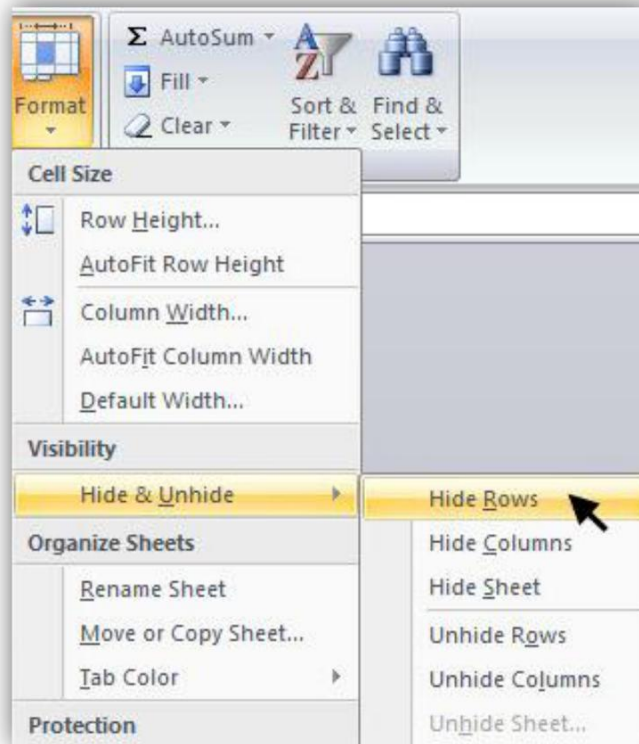 Σ AutoSum
Fill
Clear
Format
Sort &
Filter
Find &
Select
Cell Size
Row Height...
AutoFit Row Height
Column Width...
AutoFit Column Width
Default Width...
Visibility
Hide & Unhide
Hide Rows
Organize Sheets
Hide Columns
Rename Sheet
Hide Sheet
Move or Copy Sheet...
Unhide Rows
Tab Color
Unhide Columns
Protection
Unhide Sheet...